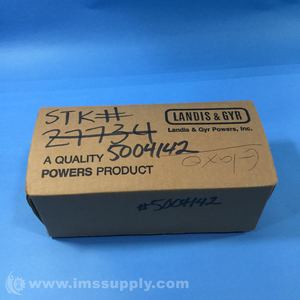 STK#
27734
5004142
LANDIS & GYR
Landis & Gyr Powers, Inc.
A QUALITY
POWERS PRODUCT
#5004142
© www.imssupply.com